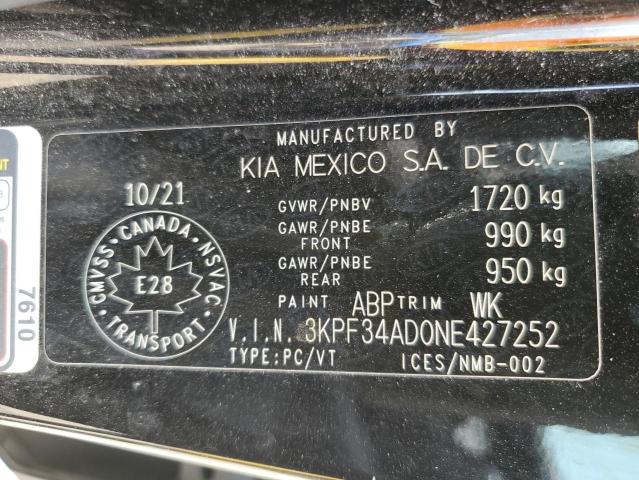 MANUFACTURED BY
KIA MEXICO S.A. DE C.V.
10/21
GVWR/PNBV 1720 kg
GAWR/PNBE FRONT 990 kg
GAWR/PNBE REAR 950 kg
PAINT ABP TRIM WK
CMVSS · CANADA · NSVAC
TRANSPORT
E28
V.I.N. 3KPF34AD0NE427252
TYPE:PC/VT ICES/NMB-002
7610